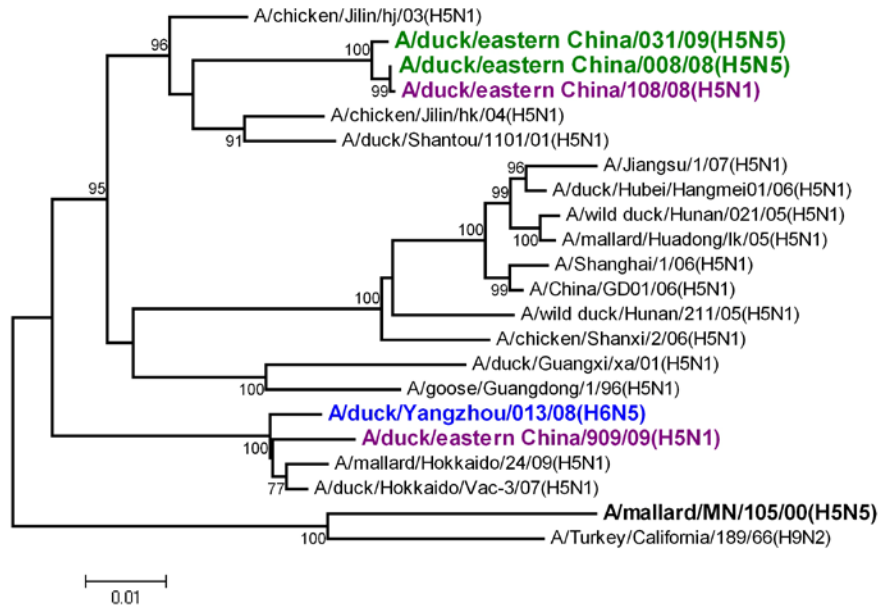 A/chicken/Jilin/hj/03(H5N1)
96
A/duck/eastern China/031/09(H5N5)
100
A/duck/eastern China/008/08(H5N5)
99
A/duck/eastern China/108/08(H5N1)
A/chicken/Jilin/hk/04(H5N1)
91
A/duck/Shantou/1101/01(H5N1)
96
A/Jiangsu/1/07(H5N1)
95
99
A/duck/Hubei/Hangmei01/06(H5N1)
A/wild duck/Hunan/021/05(H5N1)
100
100
A/mallard/Huadong/lk/05(H5N1)
A/Shanghai/1/06(H5N1)
99
A/China/GD01/06(H5N1)
100
A/wild duck/Hunan/211/05(H5N1)
A/chicken/Shanxi/2/06(H5N1)
A/duck/Guangxi/xa/01(H5N1)
100
A/goose/Guangdong/1/96(H5N1)
A/duck/Yangzhou/013/08(H6N5)
A/duck/eastern China/909/09(H5N1)
100
A/mallard/Hokkaido/24/09(H5N1)
77
A/duck/Hokkaido/Vac-3/07(H5N1)
A/mallard/MN/105/00(H5N5)
100
A/Turkey/California/189/66(H9N2)
0.01